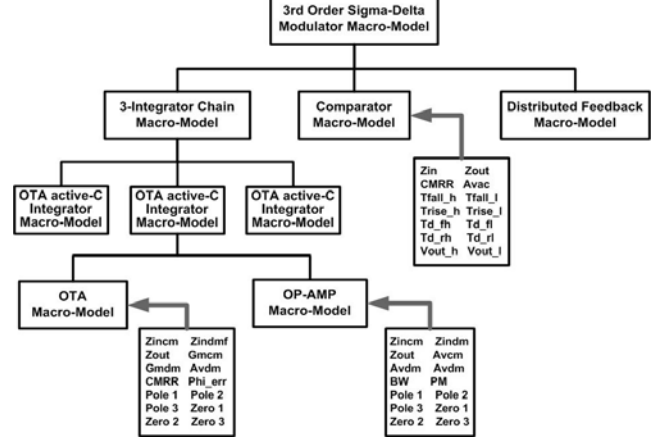 3rd Order Sigma-Delta
Modulator Macro-Model
3-Integrator Chain
Macro-Model
Comparator
Macro-Model
Distributed Feedback
Macro-Model
Zin Zout
CMRR Avac
Tfall_h Tfall_l
Trise_h Trise_l
Td_fh Td_fl
Td_rh Td_rl
Vout_h Vout_l
OTA active-C
Integrator
Macro-Model
OTA active-C
Integrator
Macro-Model
OTA active-C
Integrator
Macro-Model
OTA
Macro-Model
OP-AMP
Macro-Model
Zincm Zindmf
Zout Gmcm
Gmdm Avdm
CMRR Phi_err
Pole 1 Pole 2
Pole 3 Zero 1
Zero 2 Zero 3
Zincm Zindm
Zout Avcm
Avdm Avdm
BW PM
Pole 1 Pole 2
Pole 3 Zero 1
Zero 2 Zero 3